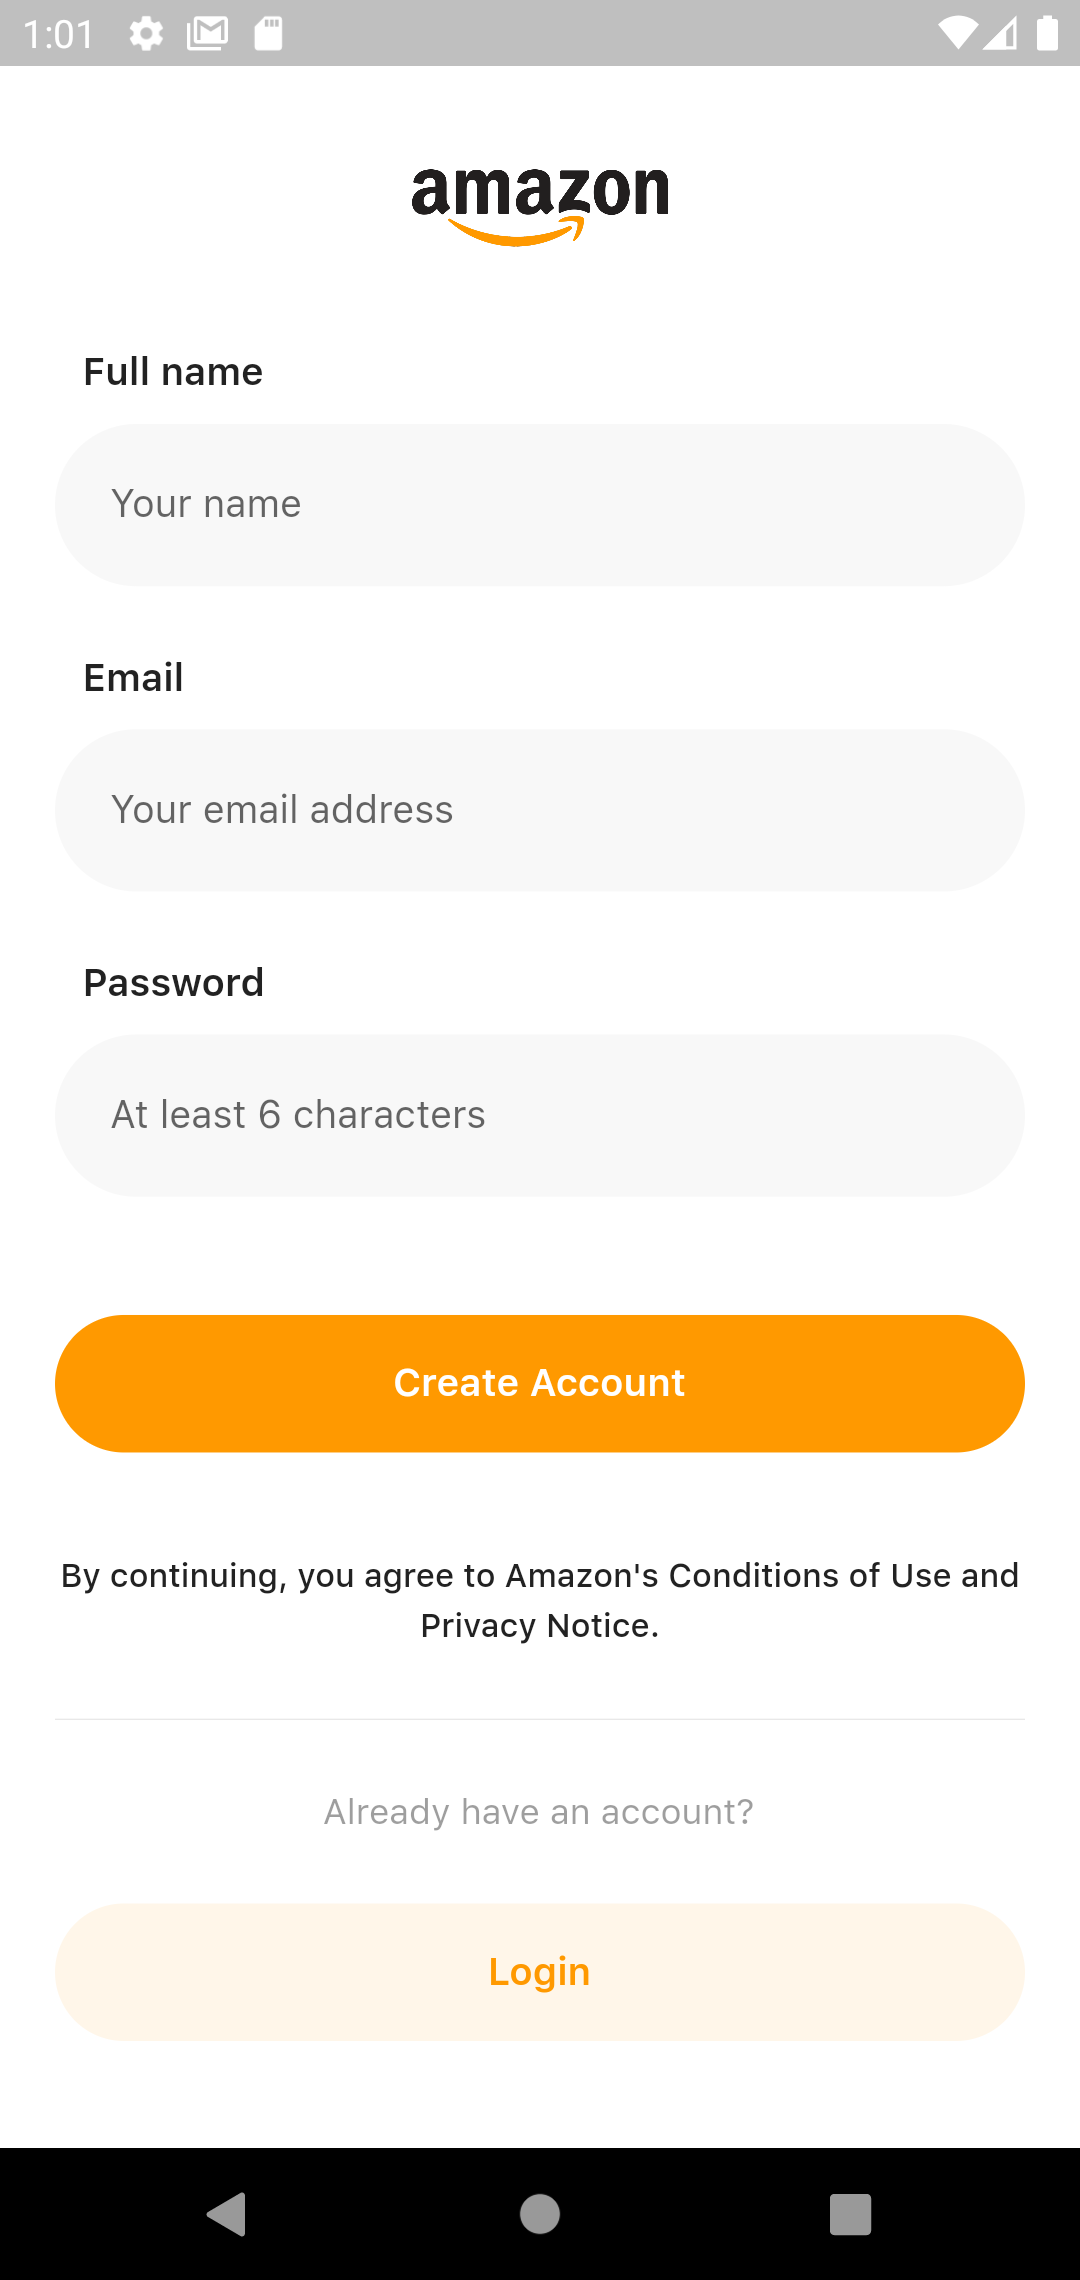 1:01
amazon
Full name
Your name
Email
Your email address
Password
At least 6 characters
Create Account
By continuing, you agree to Amazon's Conditions of Use and
Privacy Notice.
Already have an account?
Login